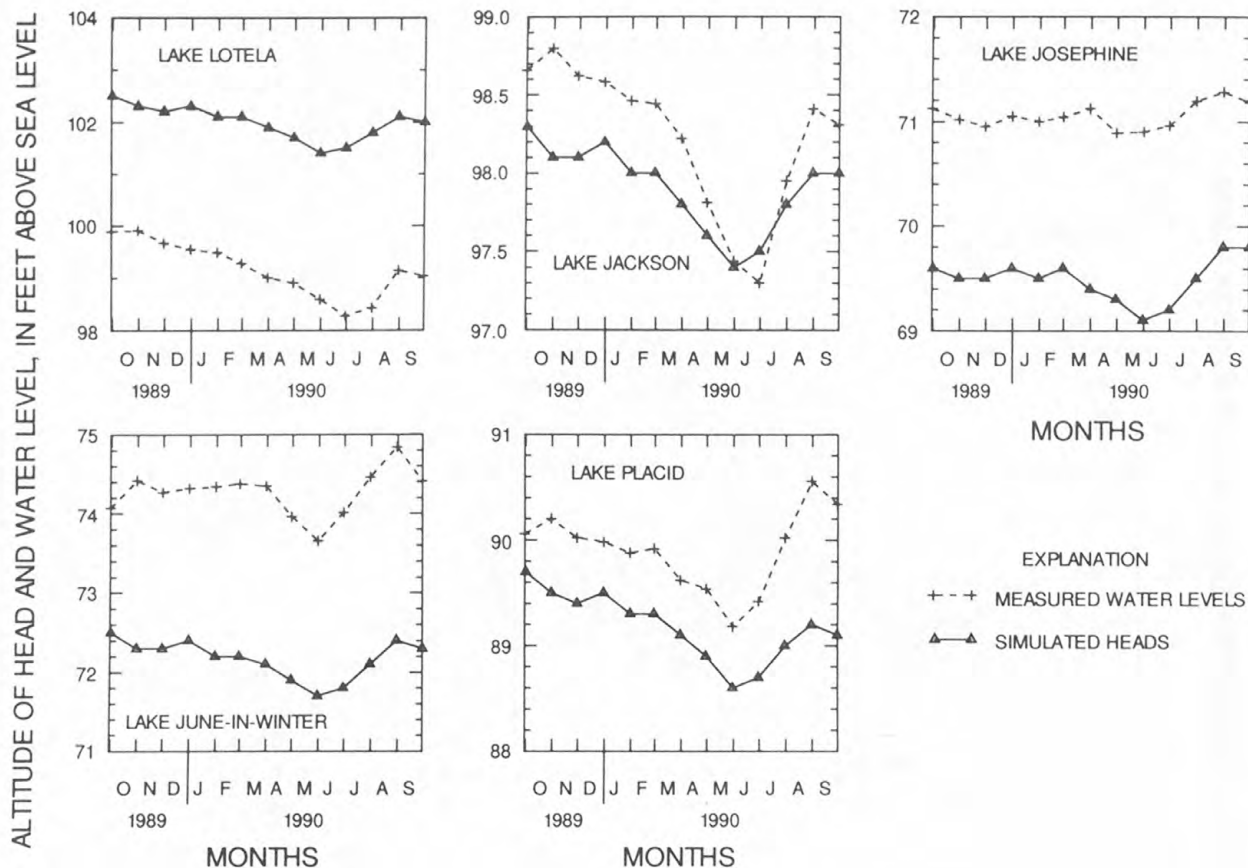 ALTITUDE OF HEAD AND WATER LEVEL, IN FEET ABOVE SEA LEVEL
104
102
100
98
LAKE LOTELA
O N D J F M A M J J A S
1989 1990
99.0
98.5
98.0
97.5
97.0
LAKE JACKSON
O N D J F M A M J J A S
1989 1990
72
71
70
69
LAKE JOSEPHINE
O N D J F M A M J J A S
1989 1990
MONTHS
75
74
73
72
71
LAKE JUNE-IN-WINTER
O N D J F M A M J J A S
1989 1990
MONTHS
91
90
89
88
LAKE PLACID
O N D J F M A M J J A S
1989 1990
MONTHS
EXPLANATION
MEASURED WATER LEVELS
SIMULATED HEADS